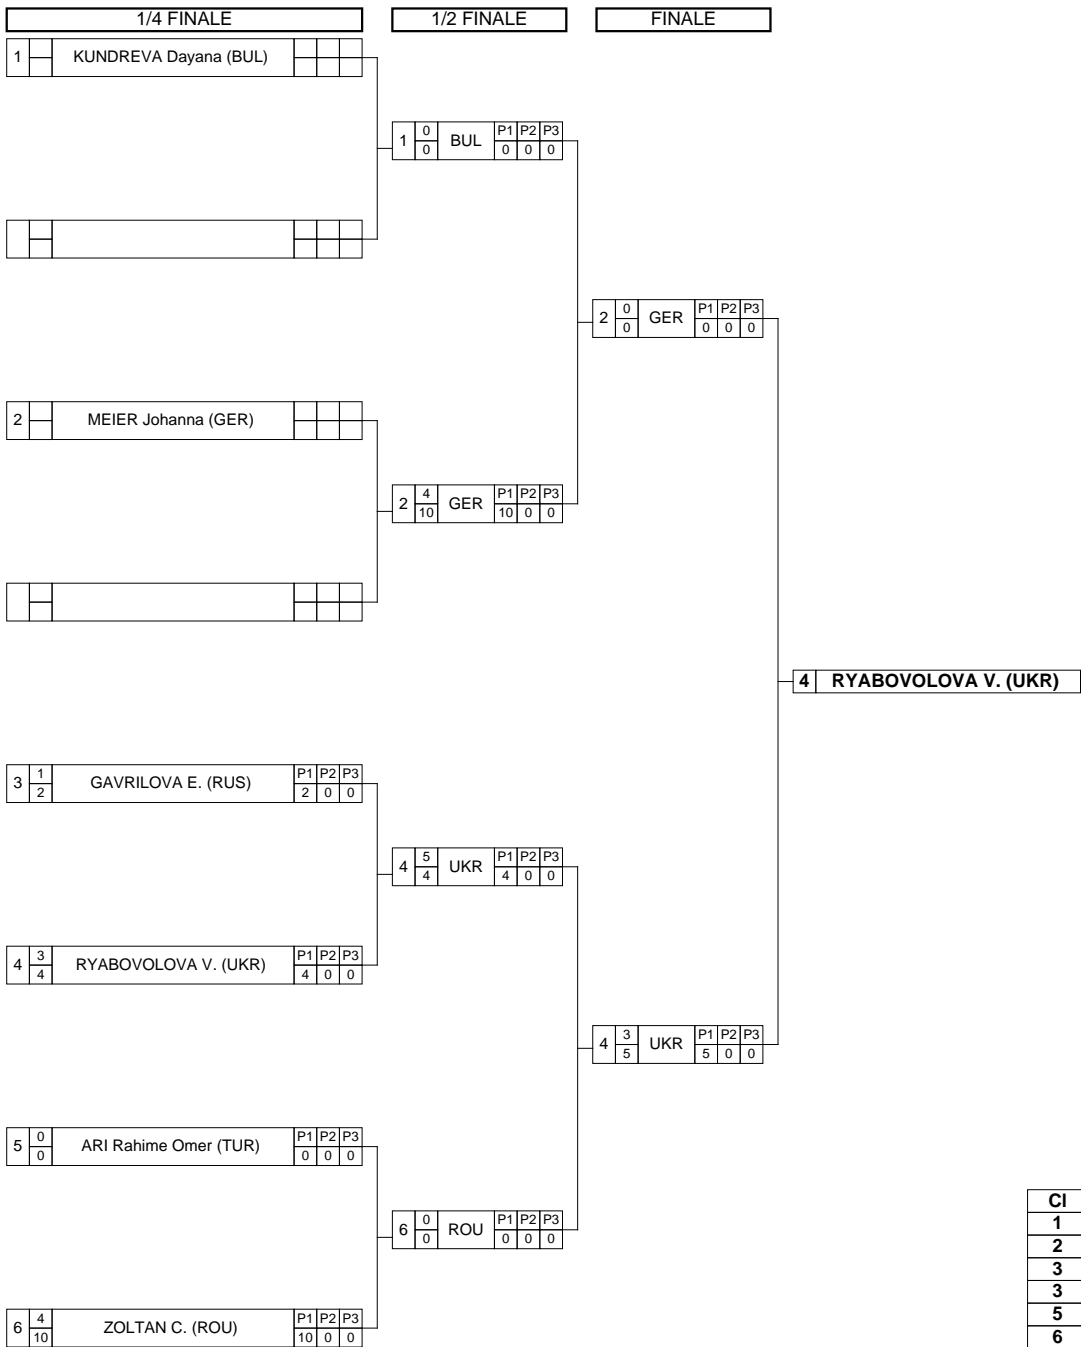 1/4 FINALE 1/2 FINALE FINALE
1 KUNDREVA Dayana (BUL)
1 0 BUL P1 P2 P3
0 0 0 0
2 0 GER P1 P2 P3
0 0 0 0
2 MEIER Johanna (GER)
2 4 GER P1 P2 P3
10 10 0 0
4 RYABOVOLOVA V. (UKR)
3 1 GAVRILOVA E. (RUS) P1 P2 P3
2 2 0 0
4 5 UKR P1 P2 P3
4 4 0 0
4 3 RYABOVOLOVA V. (UKR) P1 P2 P3
4 4 0 0
4 3 UKR P1 P2 P3
5 5 0 0
5 0 ARI Rahime Omer (TUR) P1 P2 P3
0 0 0 0
6 0 ROU P1 P2 P3
0 0 0 0
6 4 ZOLTAN C. (ROU) P1 P2 P3
10 10 0 0
Cl
1
2
3
3
5
6